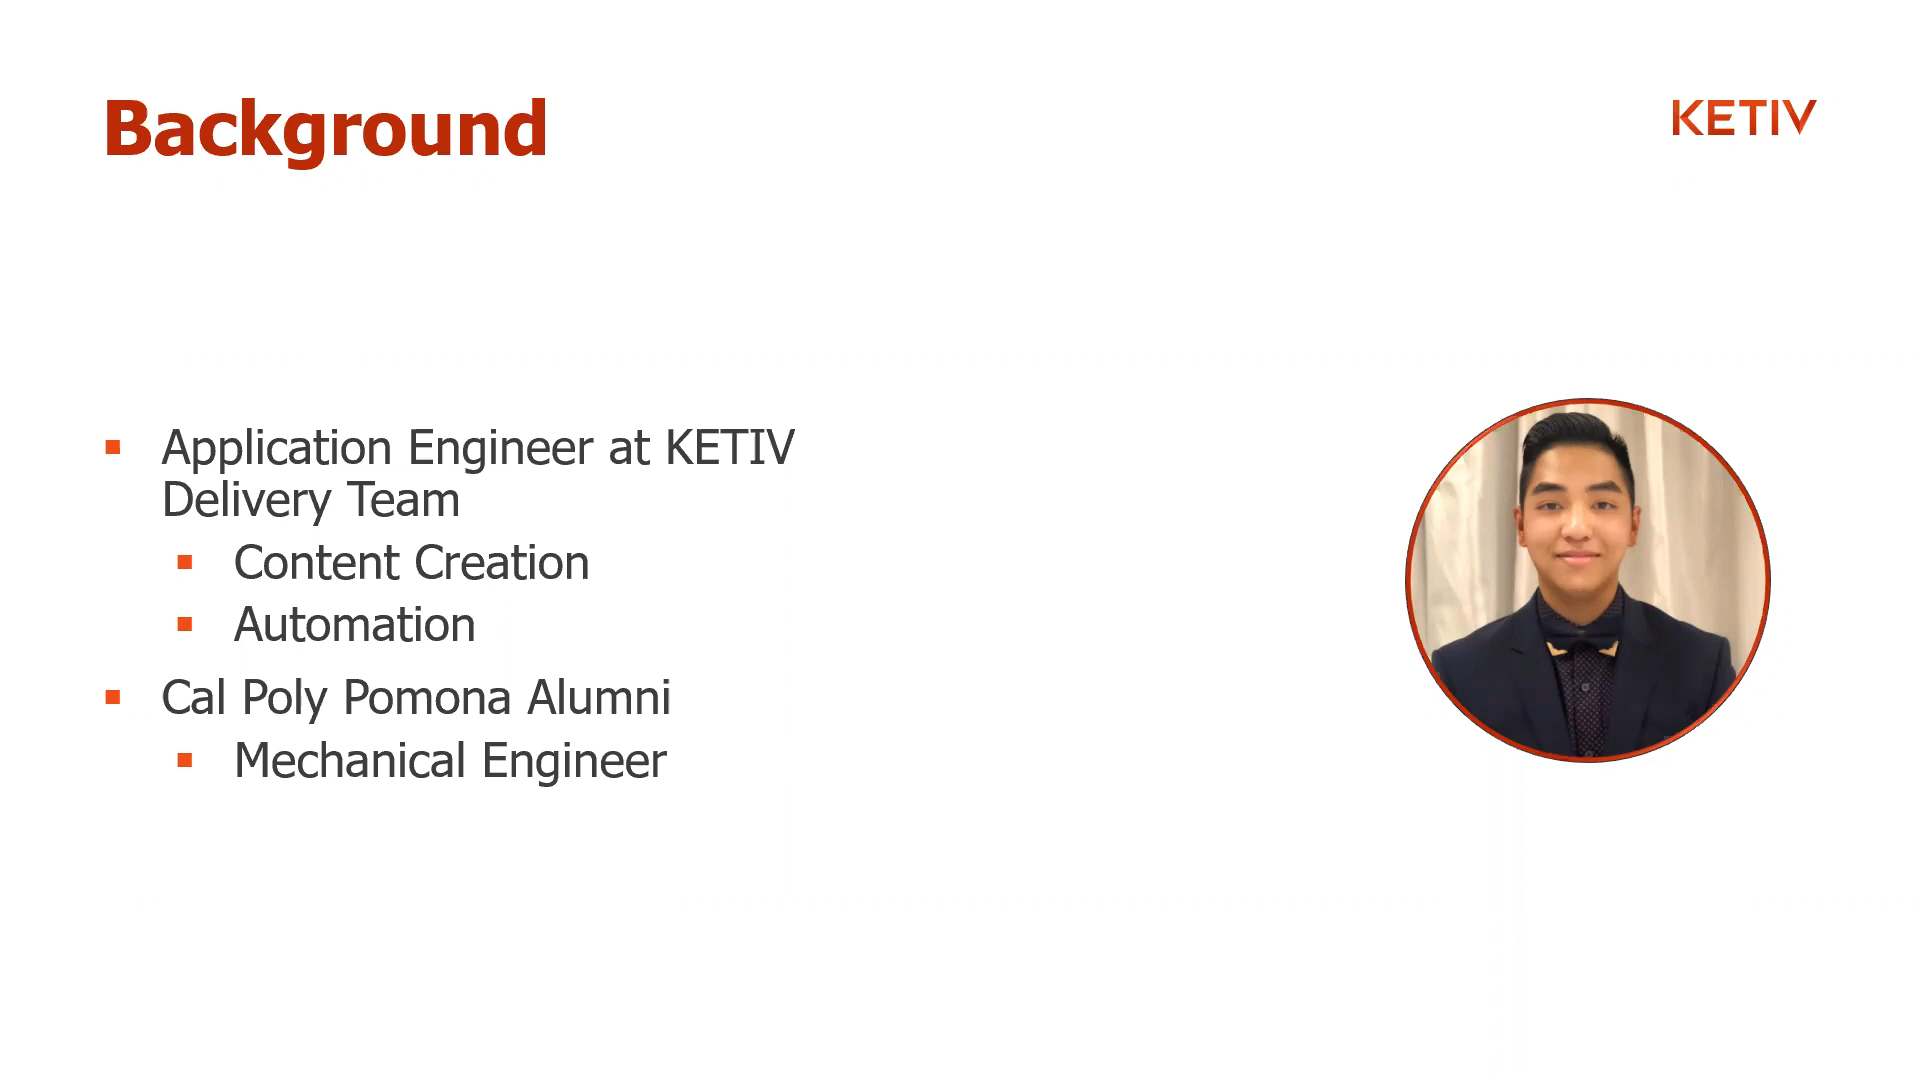 Background
KETIV
Application Engineer at KETIV
Delivery Team
Content Creation
Automation
Cal Poly Pomona Alumni
Mechanical Engineer